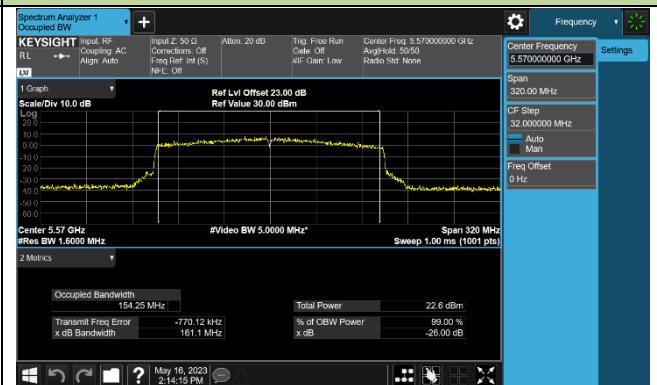 Spectrum Analyzer 1
Occupied BW
Frequency
KEYSIGHT
RL
LXI
Input: RF
Coupling: AC
Align: Auto
Input Z: 50 Ω
Corrections: Off
Freq Ref: Int (S)
NFE: Off
Atten: 20 dB
Trig: Free Run
Gate: Off
#IF Gain: Low
Center Freq: 5.570000000 GHz
Avg|Hold: 50/50
Radio Std: None
Center Frequency
5.570000000 GHz
Settings
Span
320.00 MHz
CF Step
32.000000 MHz
Auto
Man
Freq Offset
0 Hz
1 Graph
Scale/Div 10.0 dB
Ref Lvl Offset 23.00 dB
Ref Value 30.00 dBm
Log
20.0
10.0
0.00
-10.0
-20.0
-30.0
-40.0
-50.0
-60.0
Center 5.57 GHz
#Video BW 5.0000 MHz*
Span 320 MHz
#Res BW 1.6000 MHz
Sweep 1.00 ms (1001 pts)
2 Metrics
Occupied Bandwidth
154.25 MHz
Total Power 22.6 dBm
Transmit Freq Error -770.12 kHz
% of OBW Power 99.00 %
x dB Bandwidth 161.1 MHz
x dB -26.00 dB
May 16, 2023
2:14:15 PM